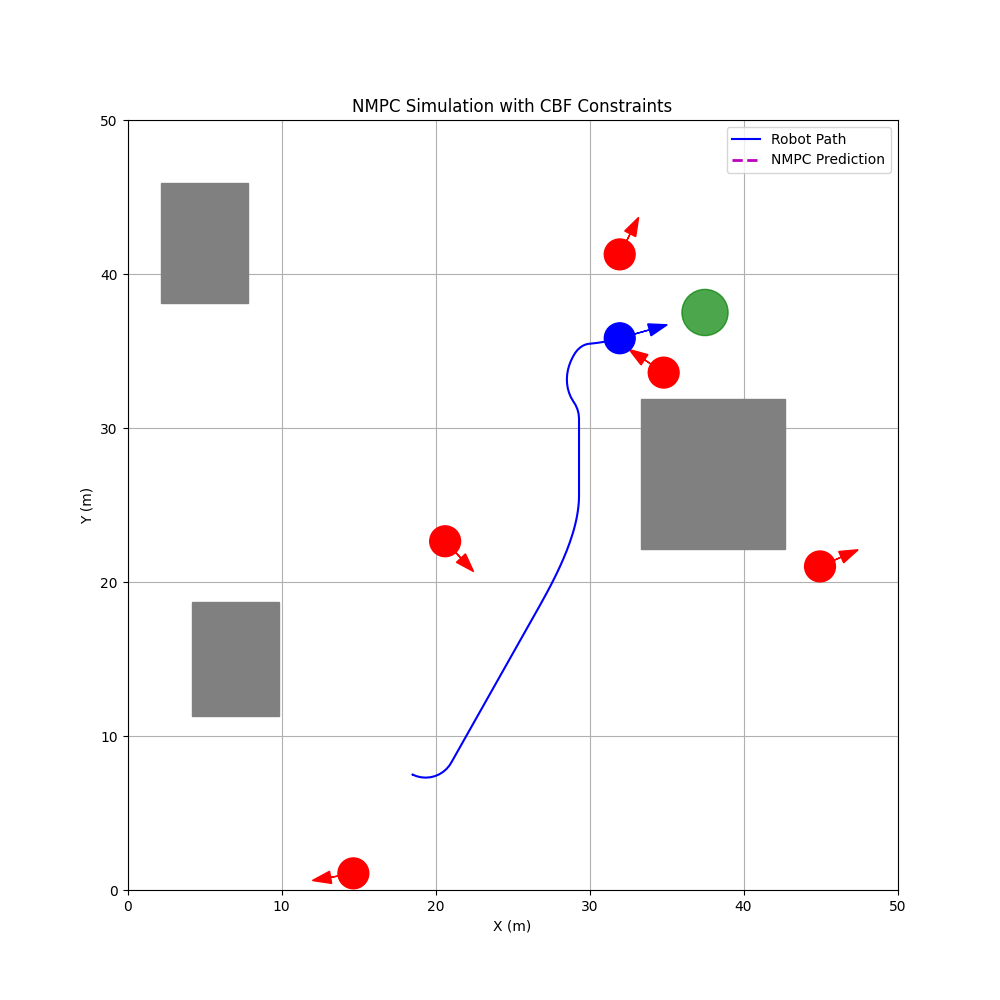 NMPC Simulation with CBF Constraints
Robot Path
NMPC Prediction
50
40
30
20
10
0
Y (m)
0 10 20 30 40 50
X (m)